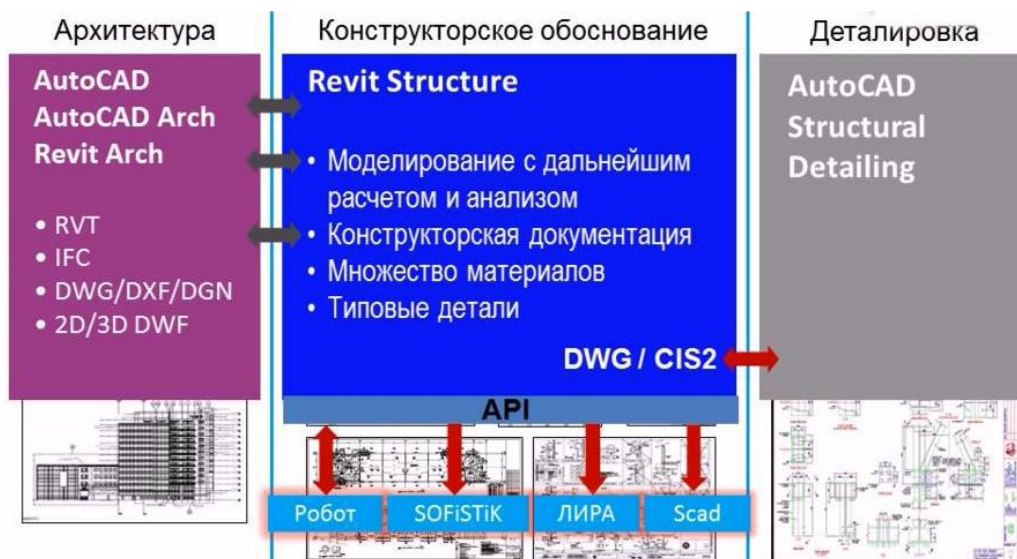 Архитектура
Конструкторское обоснование
Деталировка
AutoCAD
AutoCAD Arch
Revit Arch
• RVT
• IFC
• DWG/DXF/DGN
• 2D/3D DWF
Revit Structure
• Моделирование с дальнейшим
расчетом и анализом
• Конструкторская документация
• Множество материалов
• Типовые детали
DWG / CIS2
AutoCAD
Structural
Detailing
API
Робот
SOFiSTiK
ЛИРА
Scad